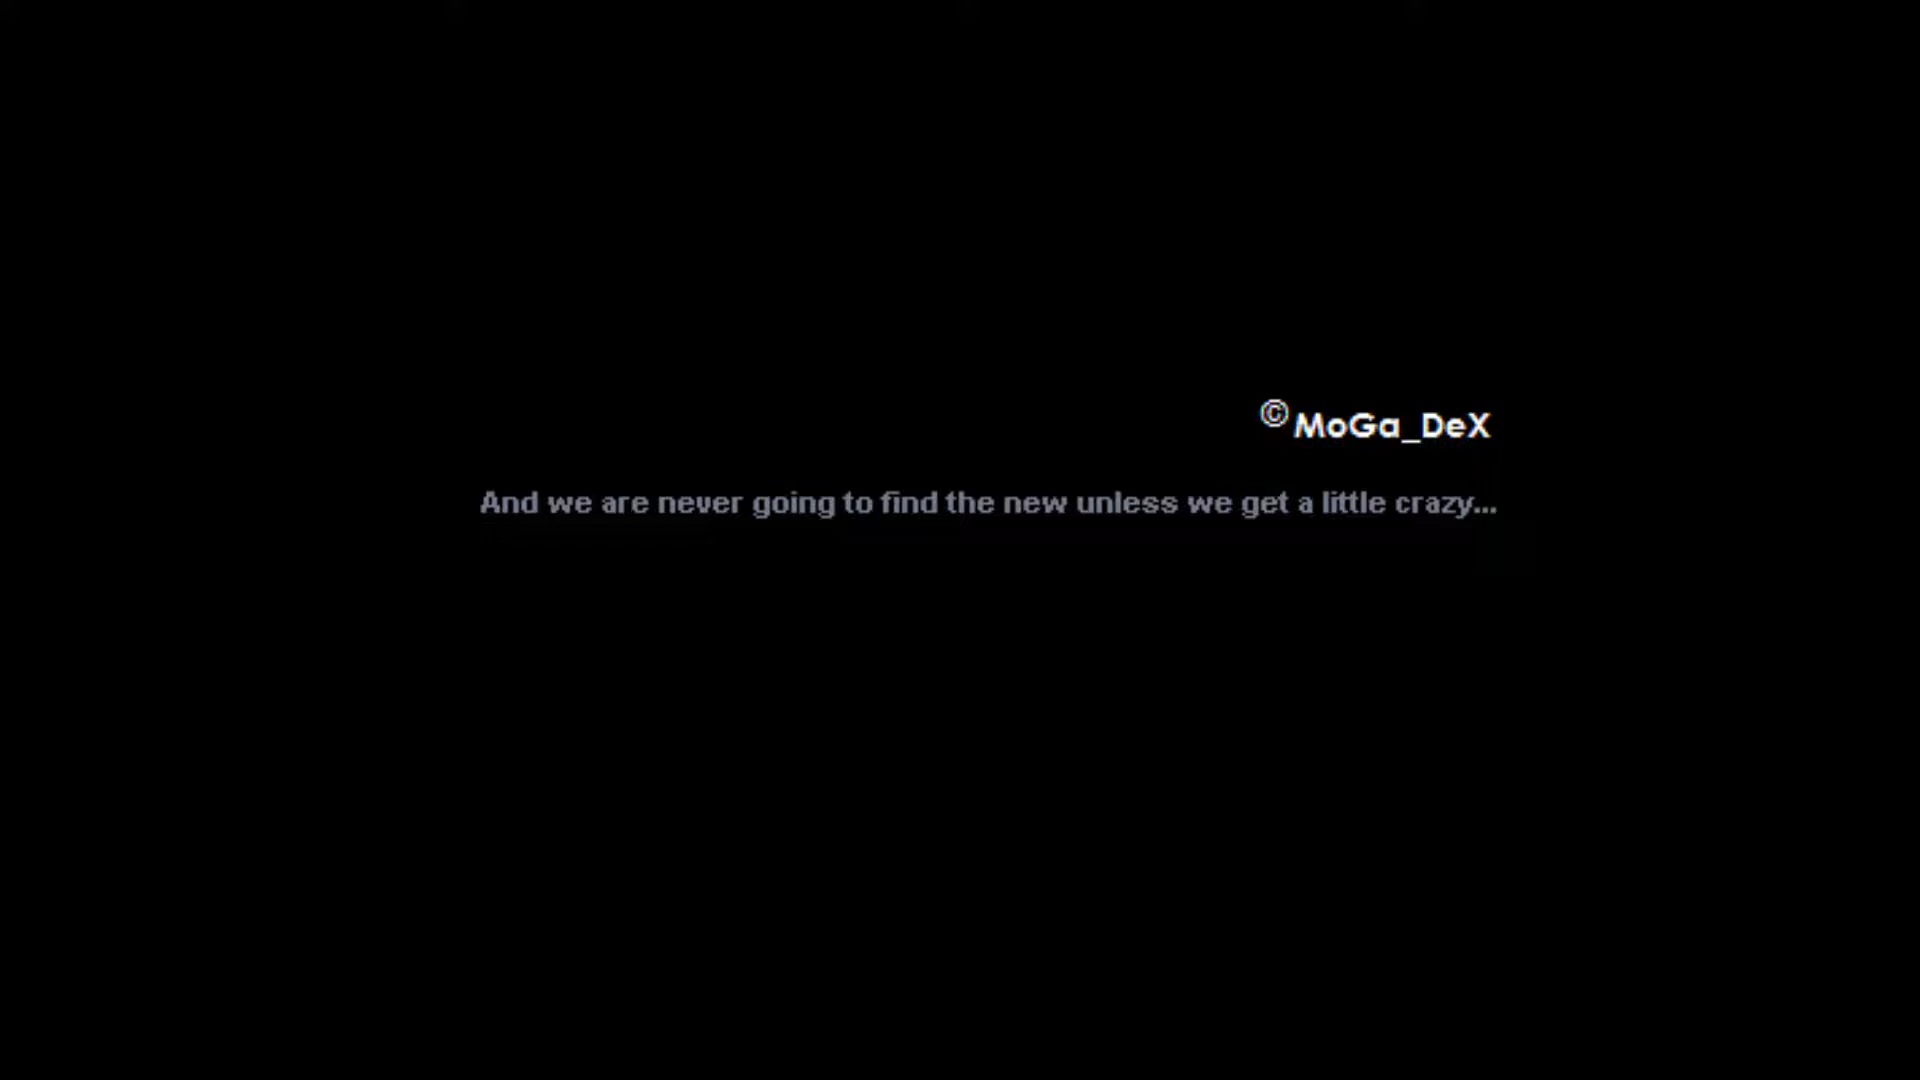 © MoGa_DeX
And we are never going to find the new unless we get a little crazy...